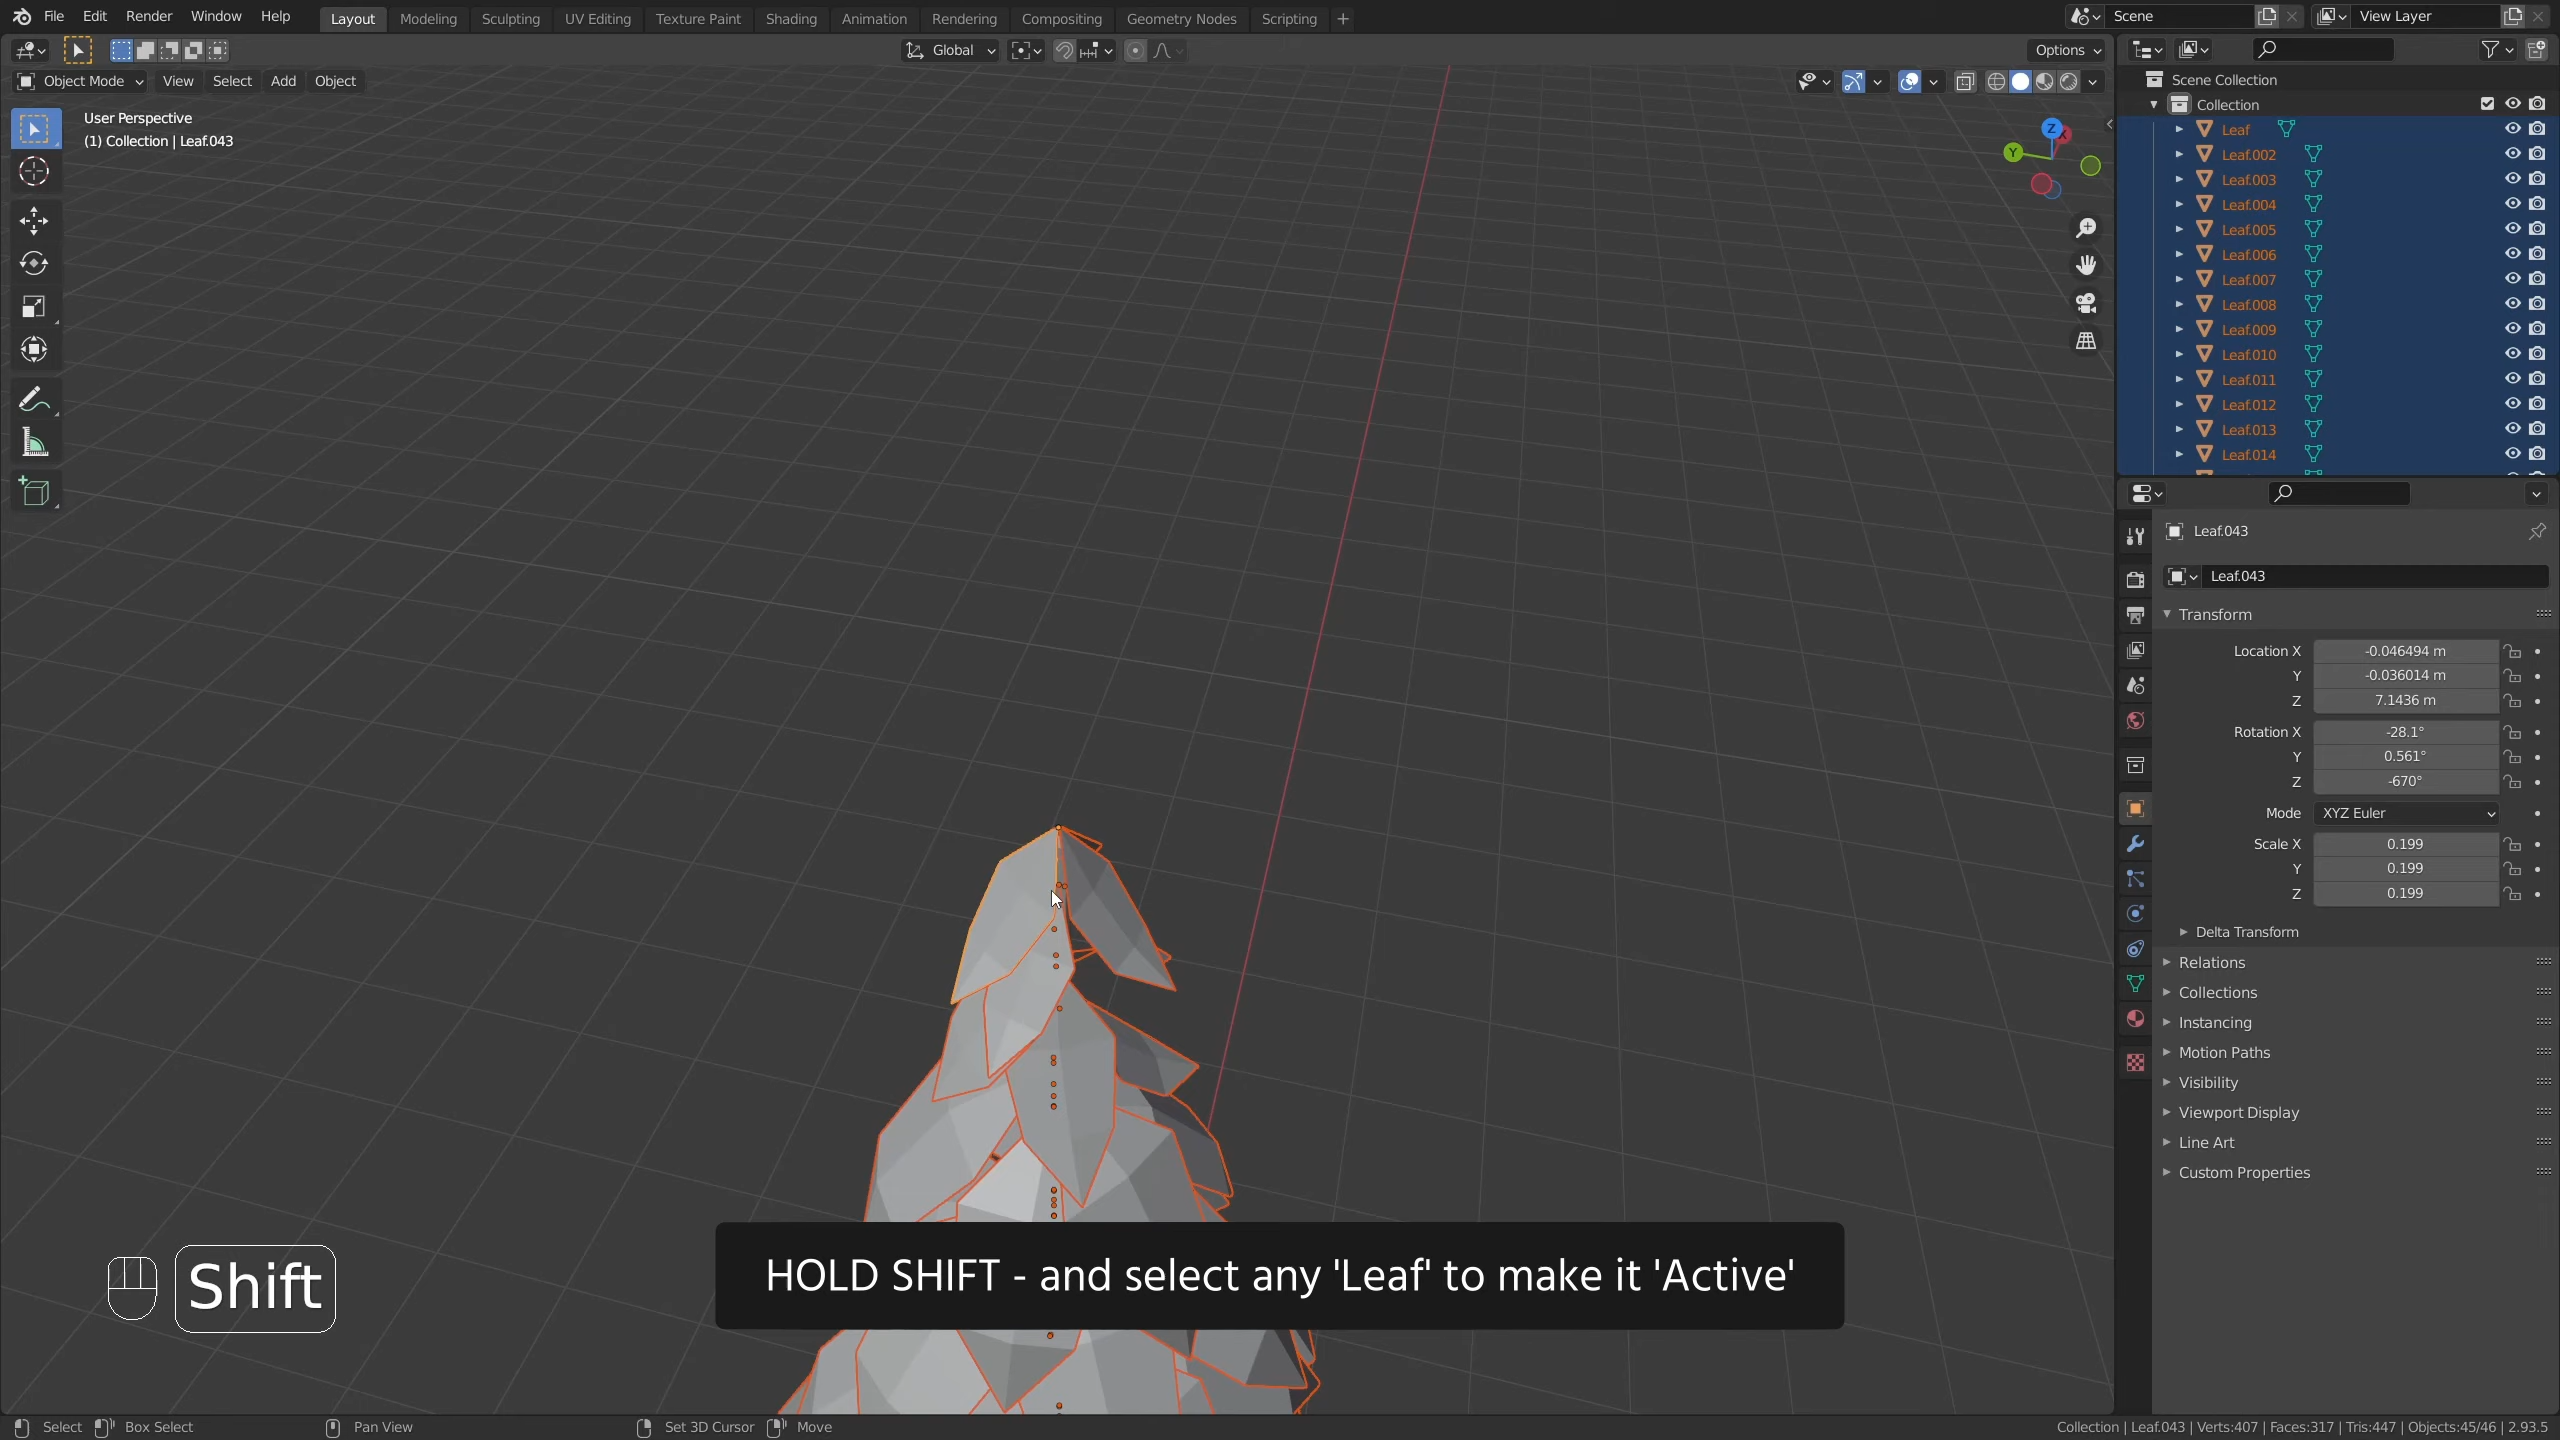 File Edit Render Window Help Layout Modeling Sculpting UV Editing Texture Paint Shading Animation Rendering Compositing Geometry Nodes Scripting + Scene View Layer
Global Options
Object Mode View Select Add Object
Scene Collection
Collection
User Perspective
(1) Collection | Leaf.043
Z
X
Y
Leaf
Leaf.002
Leaf.003
Leaf.004
Leaf.005
Leaf.006
Leaf.007
Leaf.008
Leaf.009
Leaf.010
Leaf.011
Leaf.012
Leaf.013
Leaf.014
Leaf.043
Leaf.043
Transform
Location X -0.046494 m
Y -0.036014 m
Z 7.1436 m
Rotation X -28.1°
Y 0.561°
Z -670°
Mode XYZ Euler
Scale X 0.199
Y 0.199
Z 0.199
Delta Transform
Relations
Collections
Instancing
Motion Paths
Visibility
Viewport Display
Line Art
Custom Properties
Shift
HOLD SHIFT - and select any 'Leaf' to make it 'Active'
Select Box Select Pan View Set 3D Cursor Move Collection | Leaf.043 | Verts:407 | Faces:317 | Tris:447 | Objects:45/46 | 2.93.5